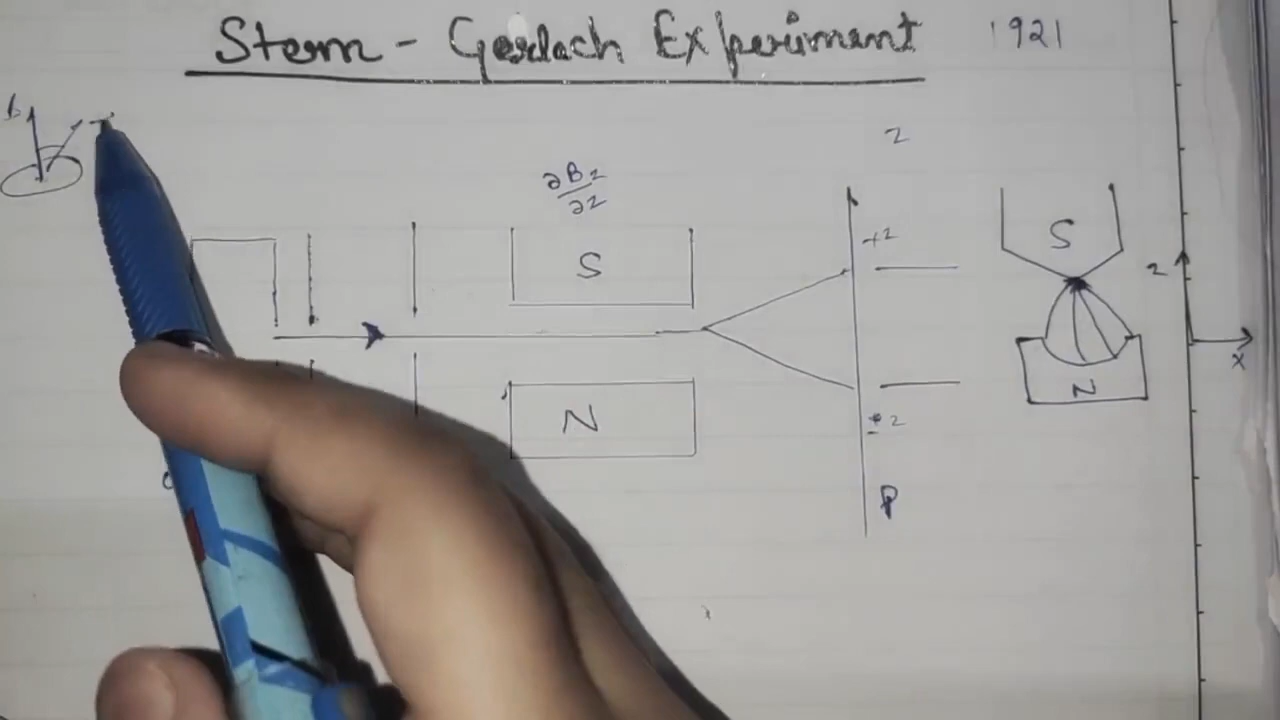 Stern - Gerlach Experiment 1921
b
z
∂Bz/∂z
S
+z
S
z
x
N
N
-z
P